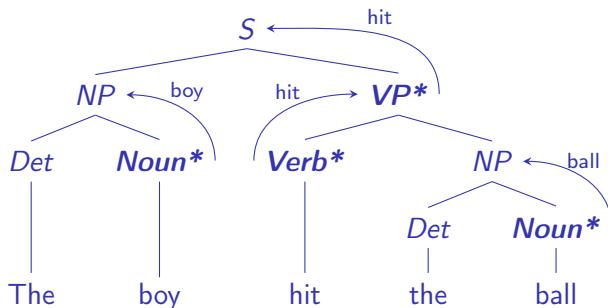 hit
S
NP boy hit VP*
Det Noun* Verb* NP ball
Det Noun*
The boy hit the ball